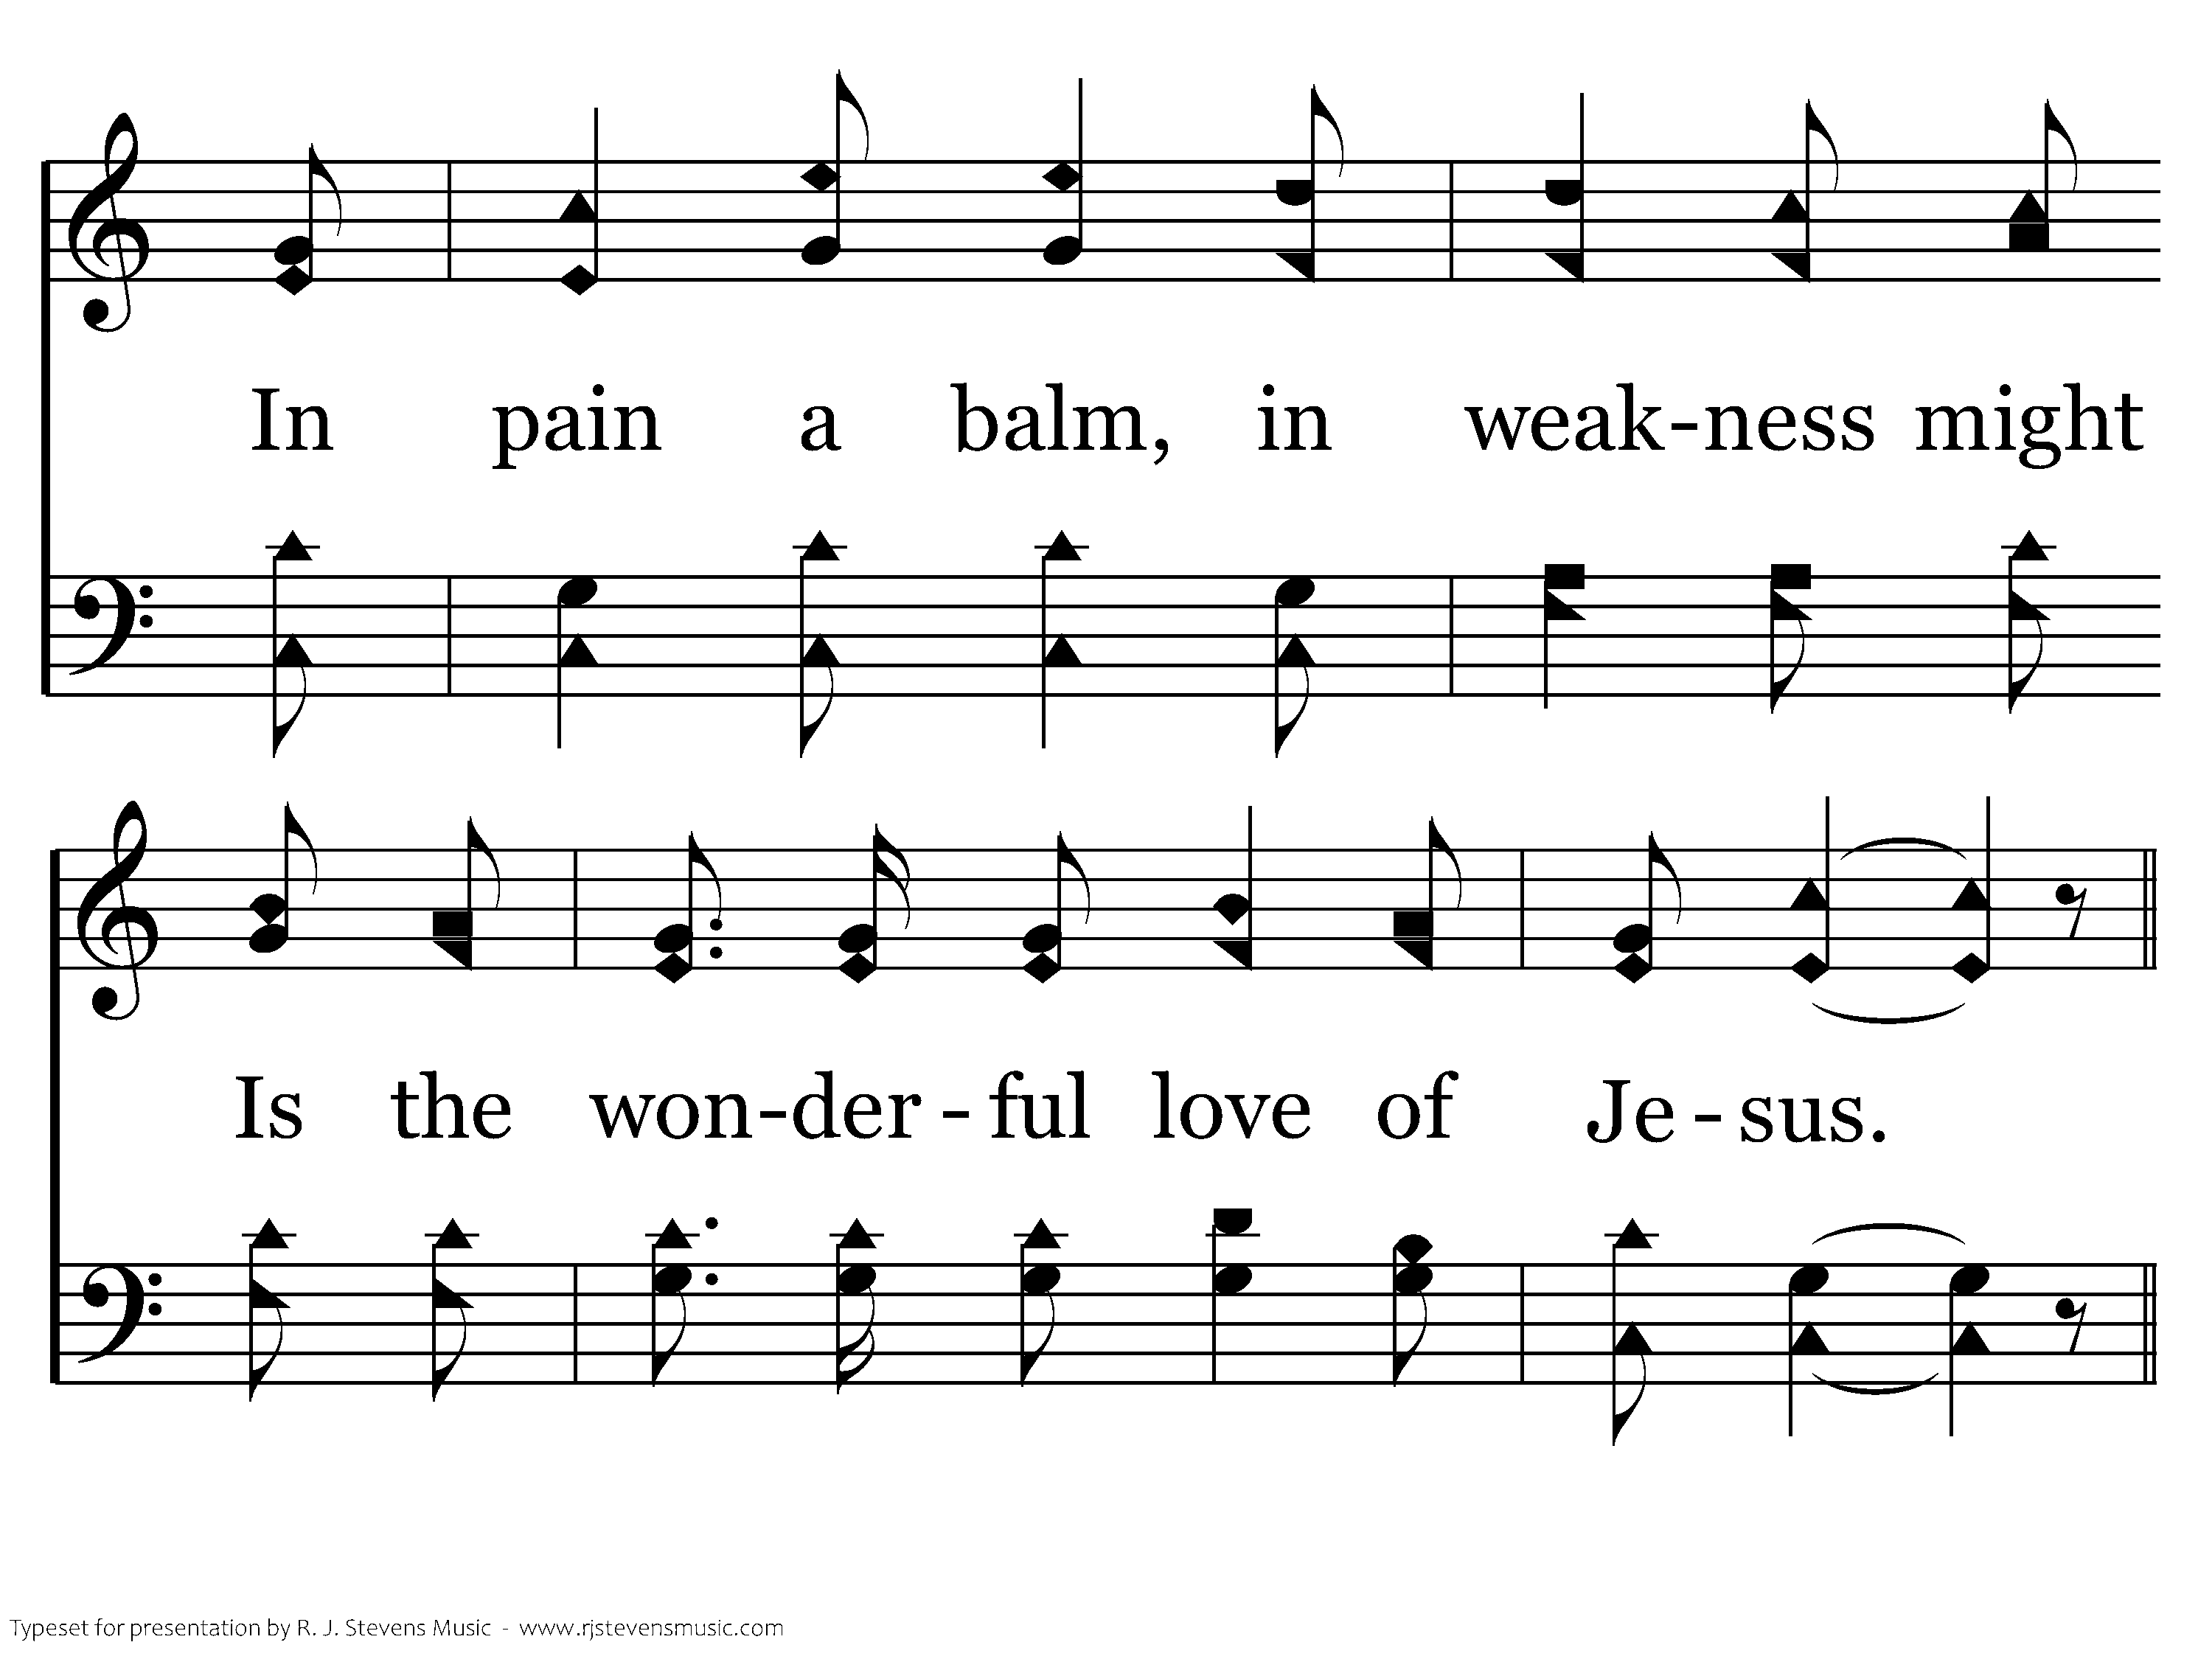 In pain a balm, in weak-ness might
Is the won-der-ful love of Je-sus.
Typeset for presentation by R. J. Stevens Music - www.rjstevensmusic.com